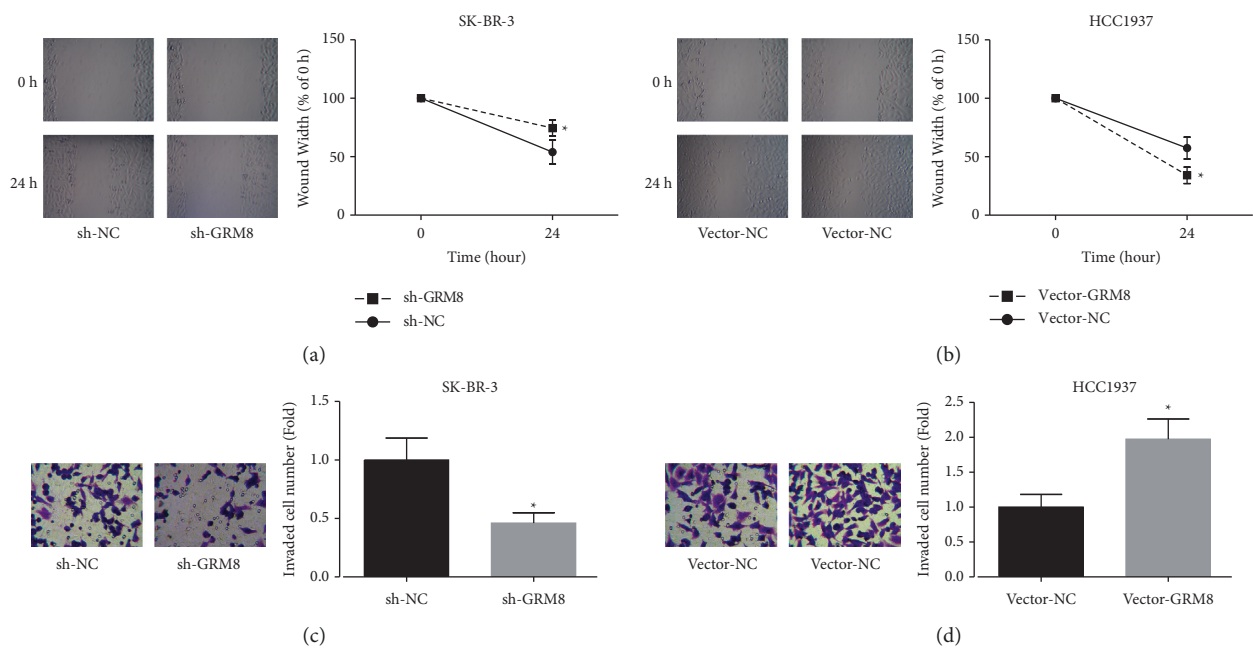 SK-BR-3
0 h
24 h
sh-NC
sh-GRM8
Wound Width (% of 0 h)
150
100
50
0
0
24
Time (hour)
sh-GRM8
sh-NC
*
(a)
HCC1937
0 h
24 h
Vector-NC
Vector-NC
Wound Width (% of 0 h)
150
100
50
0
0
24
Time (hour)
Vector-GRM8
Vector-NC
*
(b)
SK-BR-3
sh-NC
sh-GRM8
Invaded cell number (Fold)
1.5
1.0
0.5
0.0
*
sh-NC
sh-GRM8
(c)
HCC1937
Vector-NC
Vector-NC
Invaded cell number (Fold)
2.5
2.0
1.5
1.0
0.5
0.0
*
Vector-NC
Vector-GRM8
(d)